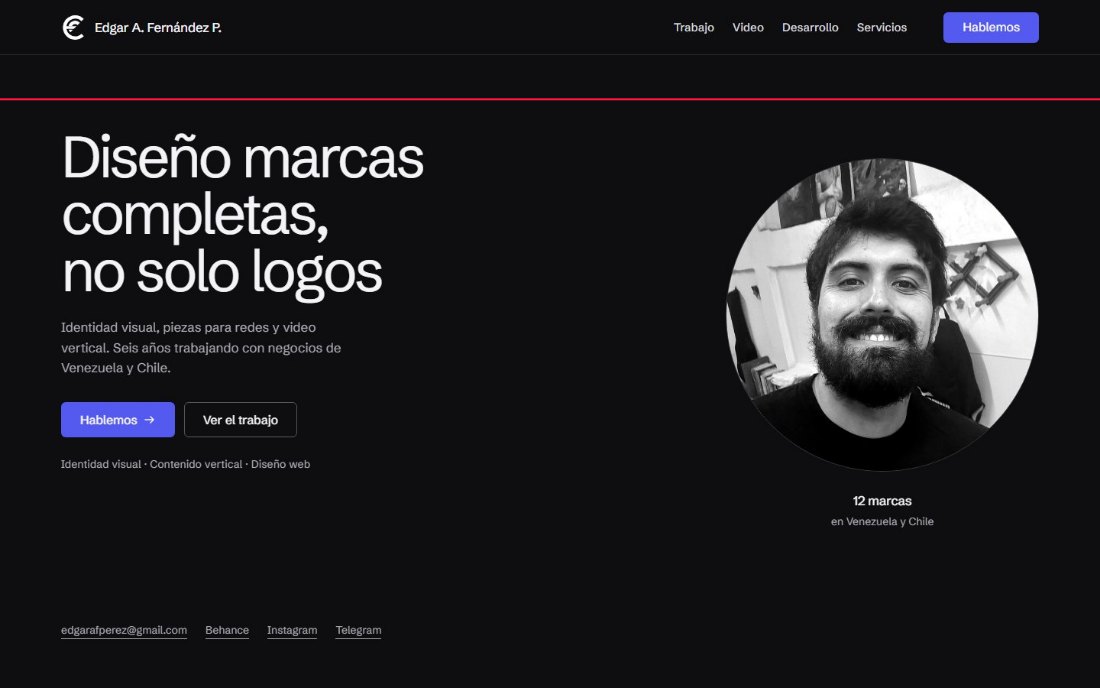 Edgar A. Fernández P.
Trabajo
Video
Desarrollo
Servicios
Hablemos
Diseño marcas
completas,
no solo logos
Identidad visual, piezas para redes y video
vertical. Seis años trabajando con negocios de
Venezuela y Chile.
Hablemos →
Ver el trabajo
Identidad visual · Contenido vertical · Diseño web
12 marcas
en Venezuela y Chile
edgarafperez@gmail.com
Behance
Instagram
Telegram